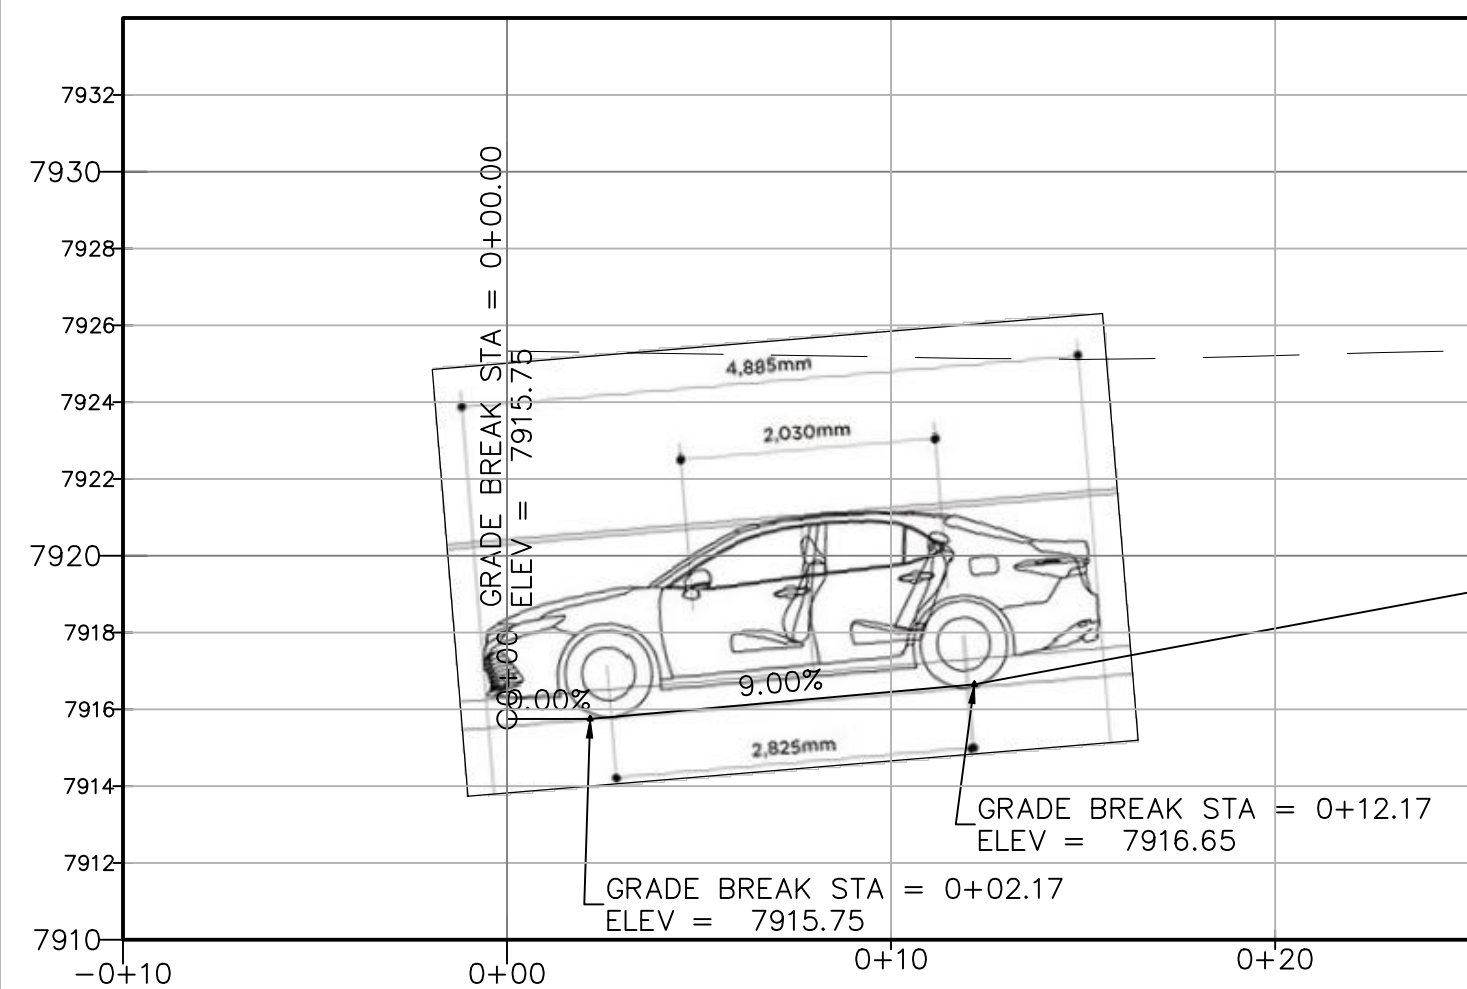 7932
7930
7928
7926
7924
7922
7920
7918
7916
7914
7912
7910
-0+10
0+00
0+10
0+20
GRADE BREAK STA = 0+00.00
ELEV = 7915.75
4,885mm
2,030mm
0.00%
9.00%
2,825mm
GRADE BREAK STA = 0+12.17
ELEV = 7916.65
GRADE BREAK STA = 0+02.17
ELEV = 7915.75